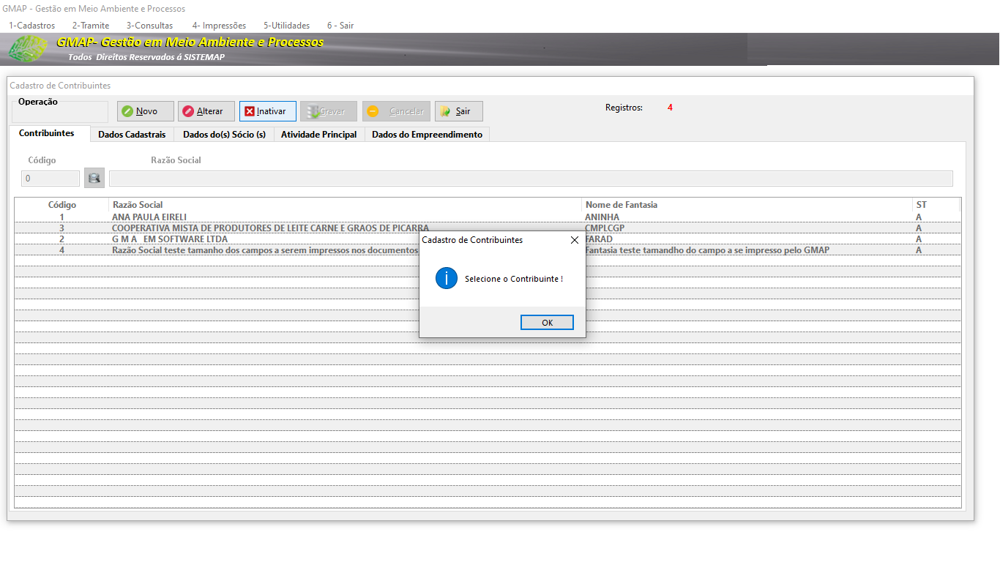 GMAP - Gestão em Meio Ambiente e Processos
1-Cadastros 2-Tramite 3-Consultas 4- Impressões 5-Utilidades 6 - Sair
GMAP- Gestão em Meio Ambiente e Processos
Todos Direitos Reservados á SISTEMAP
Cadastro de Contribuintes
Operação
Novo Alterar Inativar Gravar Cancelar Sair
Registros: 4
Contribuintes Dados Cadastrais Dados do(s) Sócio (s) Atividade Principal Dados do Empreendimento
Código Razão Social
0
Código Razão Social Nome de Fantasia ST
1 ANA PAULA EIRELI ANINHA A
3 COOPERATIVA MISTA DE PRODUTORES DE LEITE CARNE E GRAOS DE PICARRA CMPLCGP A
2 G M A EM SOFTWARE LTDA FARAD A
4 Razão Social teste tamanho dos campos a serem impressos nos documentos Fantasia teste tamandho do campo a se impresso pelo GMAP A
Cadastro de Contribuintes
Selecione o Contribuinte !
OK